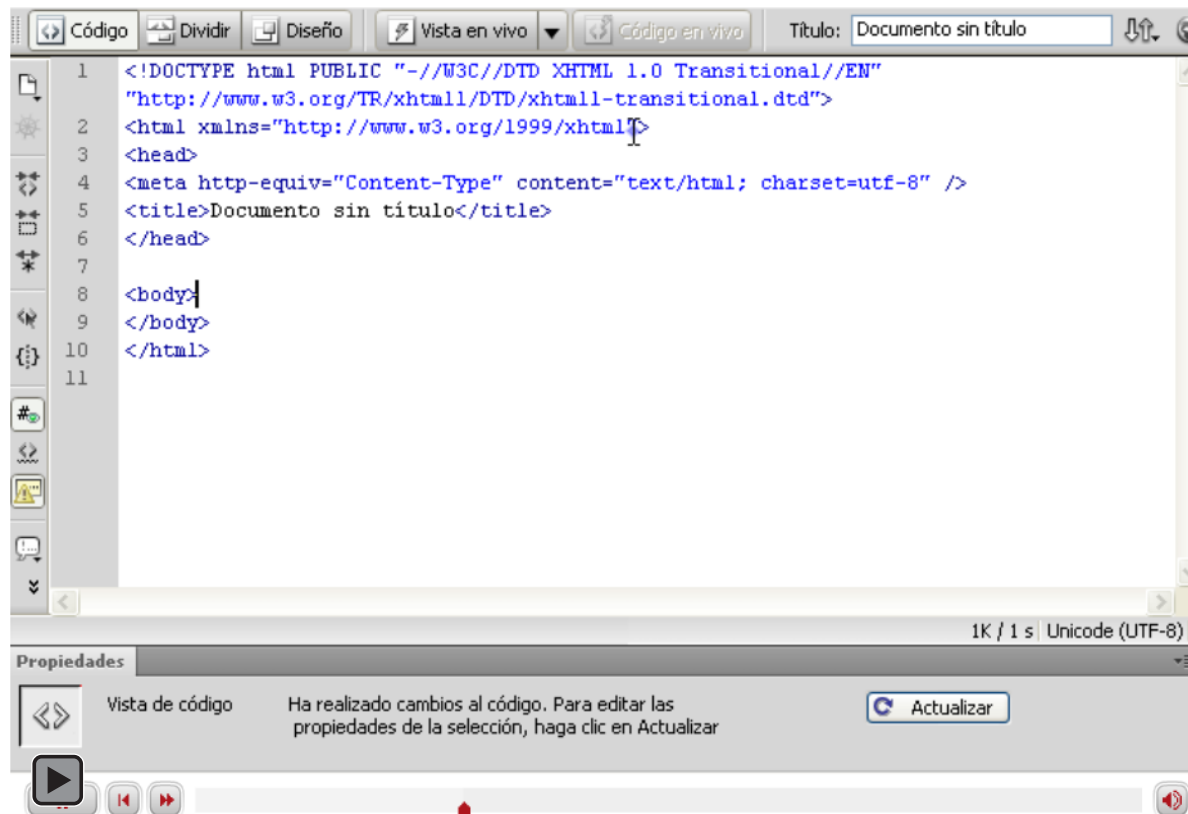 Código Dividir Diseño Vista en vivo Código en vivo Título: Documento sin título
1 <!DOCTYPE html PUBLIC "-//W3C//DTD XHTML 1.0 Transitional//EN"
"http://www.w3.org/TR/xhtml1/DTD/xhtml1-transitional.dtd">
2 <html xmlns="http://www.w3.org/1999/xhtml">
3 <head>
4 <meta http-equiv="Content-Type" content="text/html; charset=utf-8" />
5 <title>Documento sin título</title>
6 </head>
7
8 <body>
9 </body>
10 </html>
11
1K / 1 s Unicode (UTF-8)
Propiedades
Vista de código Ha realizado cambios al código. Para editar las Actualizar
propiedades de la selección, haga clic en Actualizar